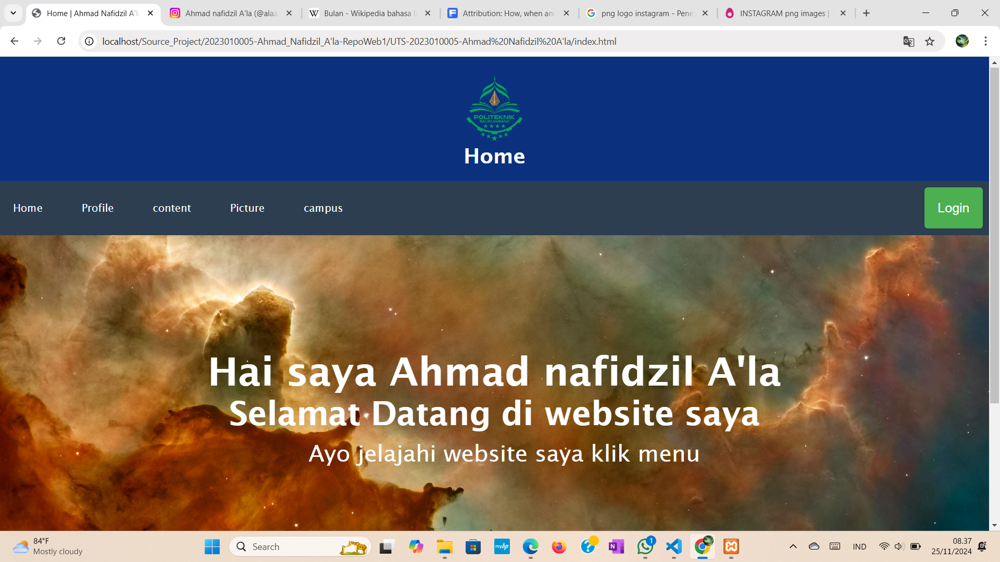 Home | Ahmad Nafidzil A'la
Ahmad nafidzil A'la (@alaa
Bulan - Wikipedia bahasa I
Attribution: How, when and
png logo instagram - Pene
INSTAGRAM png images |
localhost/Source_Project/2023010005-Ahmad_Nafidzil_A'la-RepoWeb1/UTS-2023010005-Ahmad%20Nafidzil%20A'la/index.html
POLITEKNIK
BALEKAMBANG
Home
Home
Profile
content
Picture
campus
Login
Hai saya Ahmad nafidzil A'la
Selamat Datang di website saya
Ayo jelajahi website saya klik menu
84°F
Mostly cloudy
Search
myhp
1
IND
08.37
25/11/2024